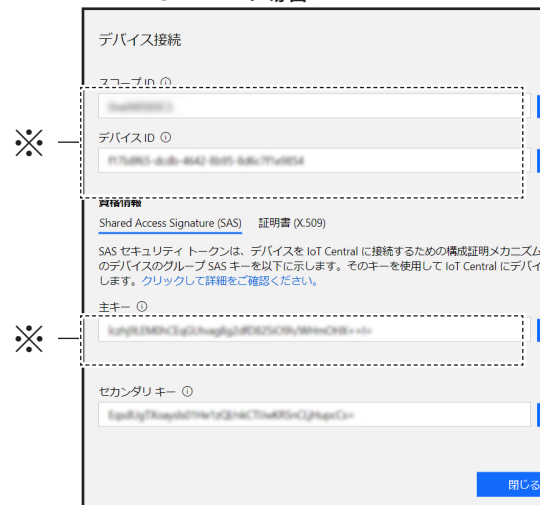 デバイス接続
スコープ ID
デバイス ID
※
資格情報
Shared Access Signature (SAS) 証明書 (X.509)
SAS セキュリティ トークンは、デバイスを IoT Central に接続するための構成証明メカニズム
のデバイスのグループ SAS キーを以下に示します。そのキーを使用して IoT Central にデバイ
します。クリックして詳細をご確認ください。
主キー
※
セカンダリ キー
閉じる